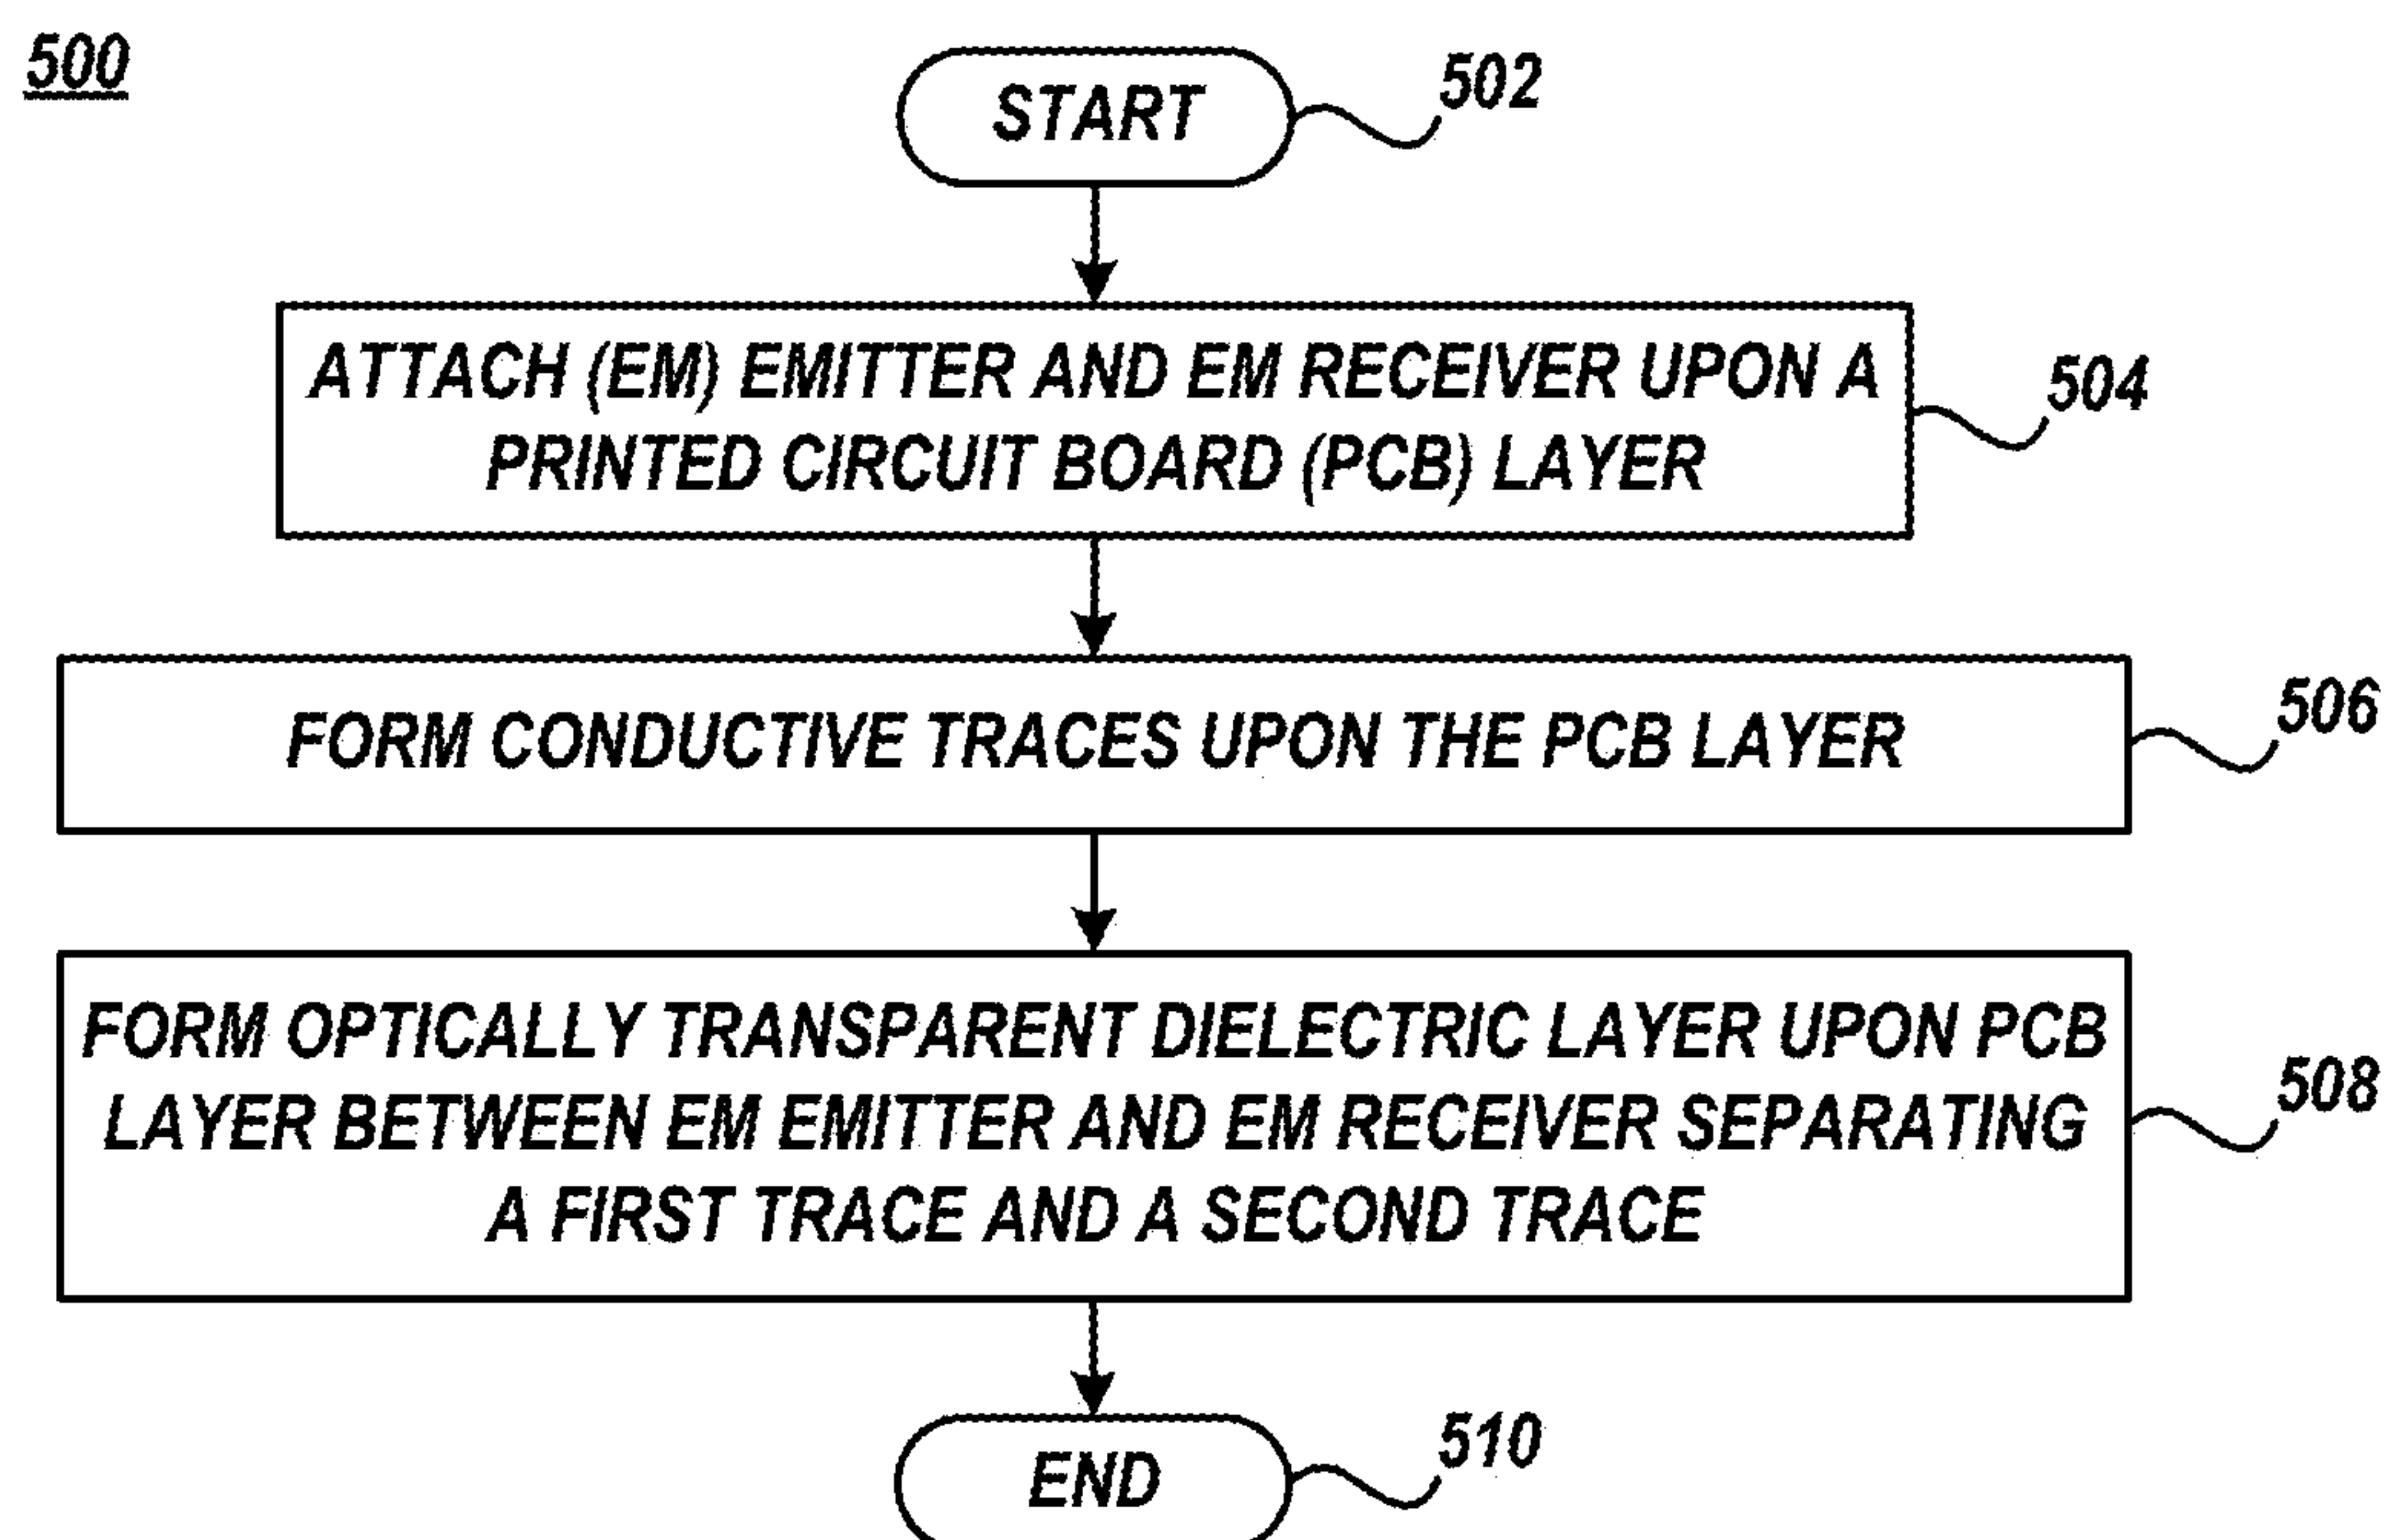 500
START
502
ATTACH (EM) EMITTER AND EM RECEIVER UPON A
PRINTED CIRCUIT BOARD (PCB) LAYER
504
FORM CONDUCTIVE TRACES UPON THE PCB LAYER
506
FORM OPTICALLY TRANSPARENT DIELECTRIC LAYER UPON PCB
LAYER BETWEEN EM EMITTER AND EM RECEIVER SEPARATING
A FIRST TRACE AND A SECOND TRACE
508
END
510